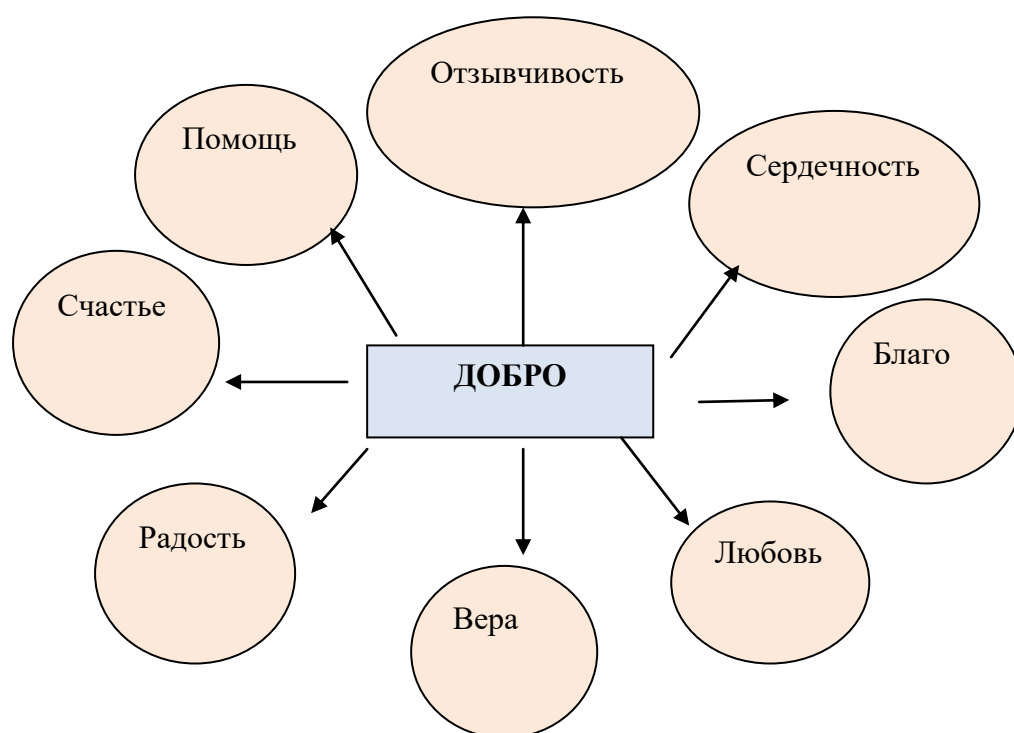 Отзывчивость
Помощь
Сердечность
Счастье
Благо
ДОБРО
Радость
Любовь
Вера